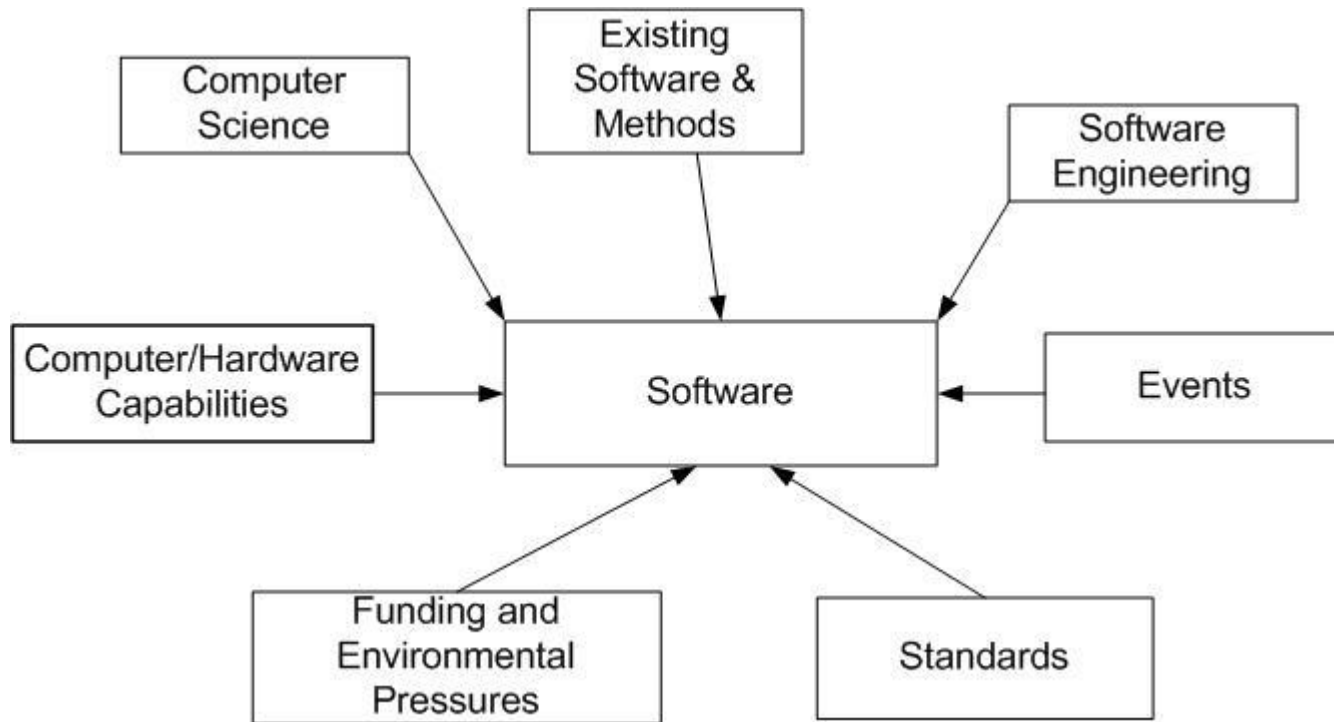 Existing
Software &
Methods
Computer
Science
Software
Engineering
Computer/Hardware
Capabilities
Software
Events
Funding and
Environmental
Pressures
Standards